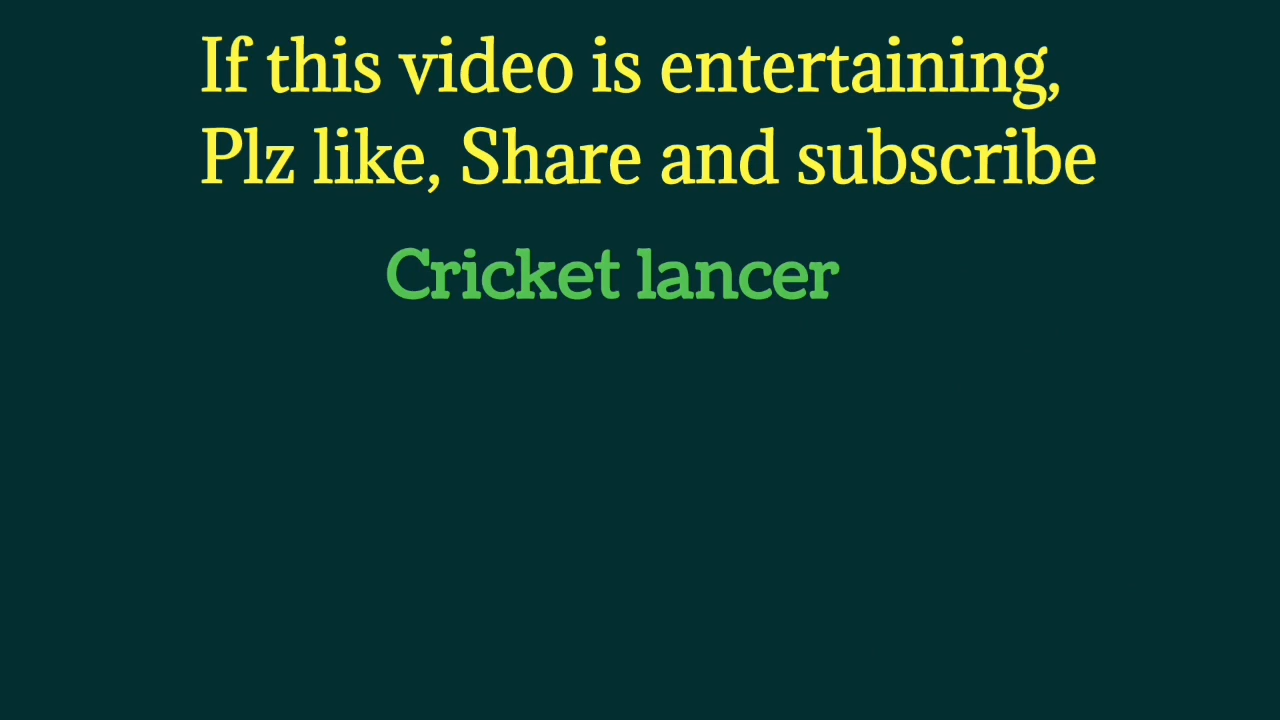 If this video is entertaining,
Plz like, Share and subscribe
Cricket lancer